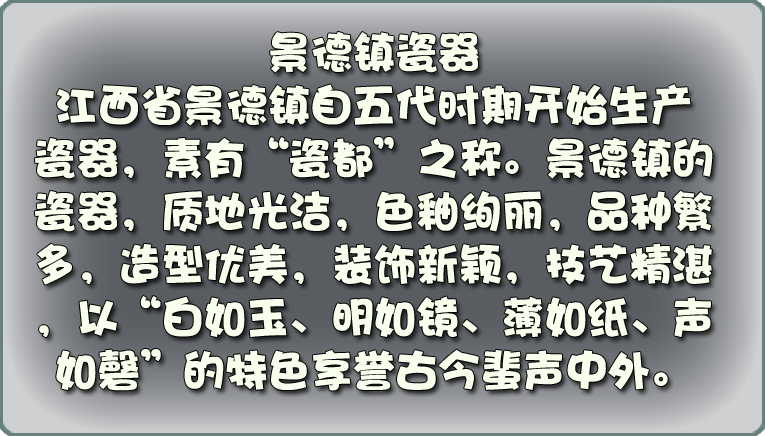 景德镇瓷器
江西省景德镇自五代时期开始生产
瓷器，素有“瓷都”之称。景德镇的
瓷器，质地光洁，色釉绚丽，品种繁
多，造型优美，装饰新颖，技艺精湛
，以“白如玉、明如镜、薄如纸、声
如磬”的特色享誉古今蜚声中外。